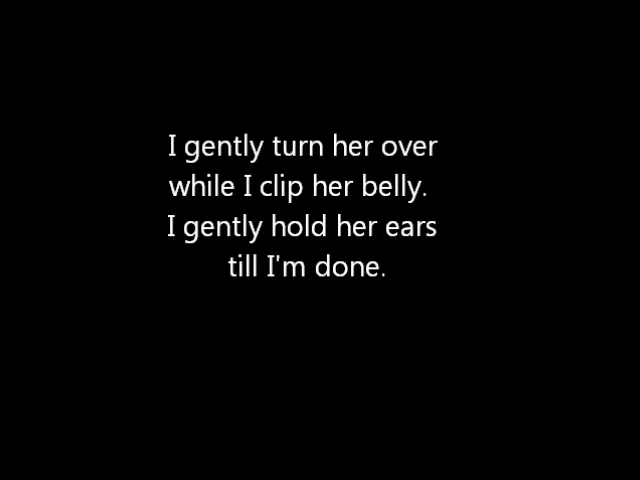 I gently turn her over
while I clip her belly.
I gently hold her ears
till I'm done.